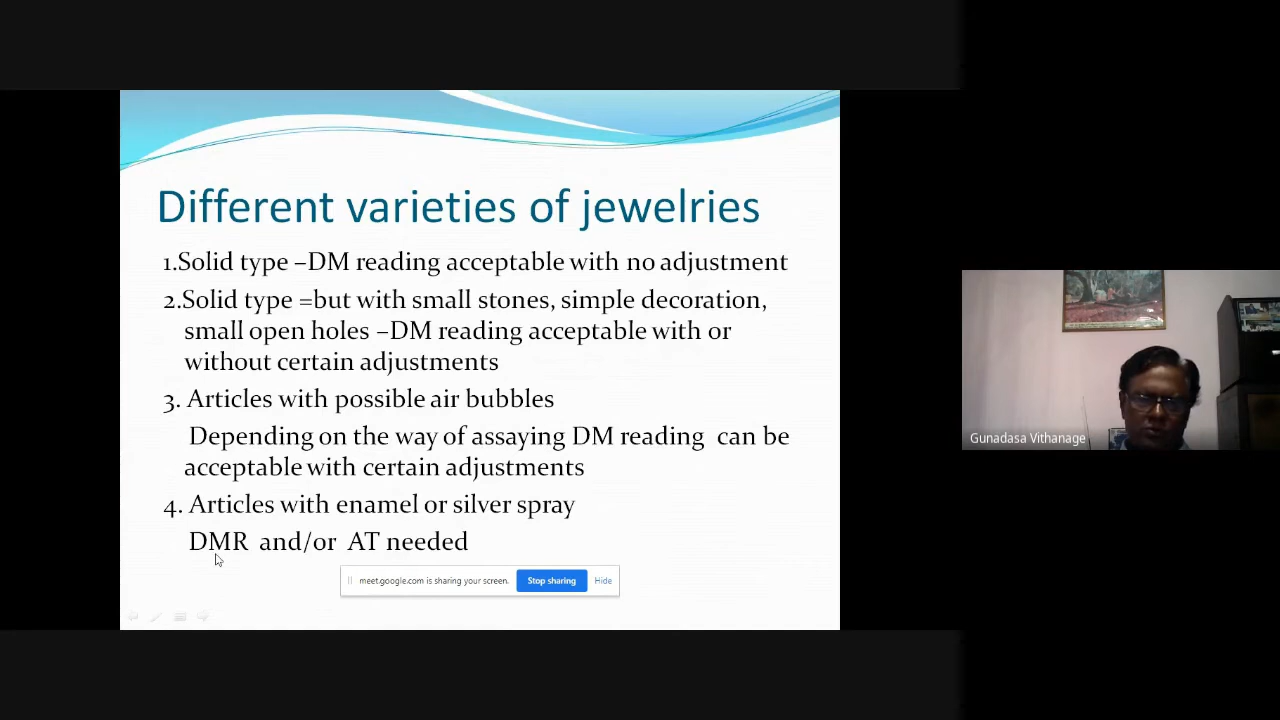 Different varieties of jewelries
1.Solid type –DM reading acceptable with no adjustment
2.Solid type =but with small stones, simple decoration,
small open holes –DM reading acceptable with or
without certain adjustments
3. Articles with possible air bubbles
Depending on the way of assaying DM reading can be
acceptable with certain adjustments
4. Articles with enamel or silver spray
DMR and/or AT needed
meet.google.com is sharing your screen. Stop sharing Hide
Gunadasa Vithanage